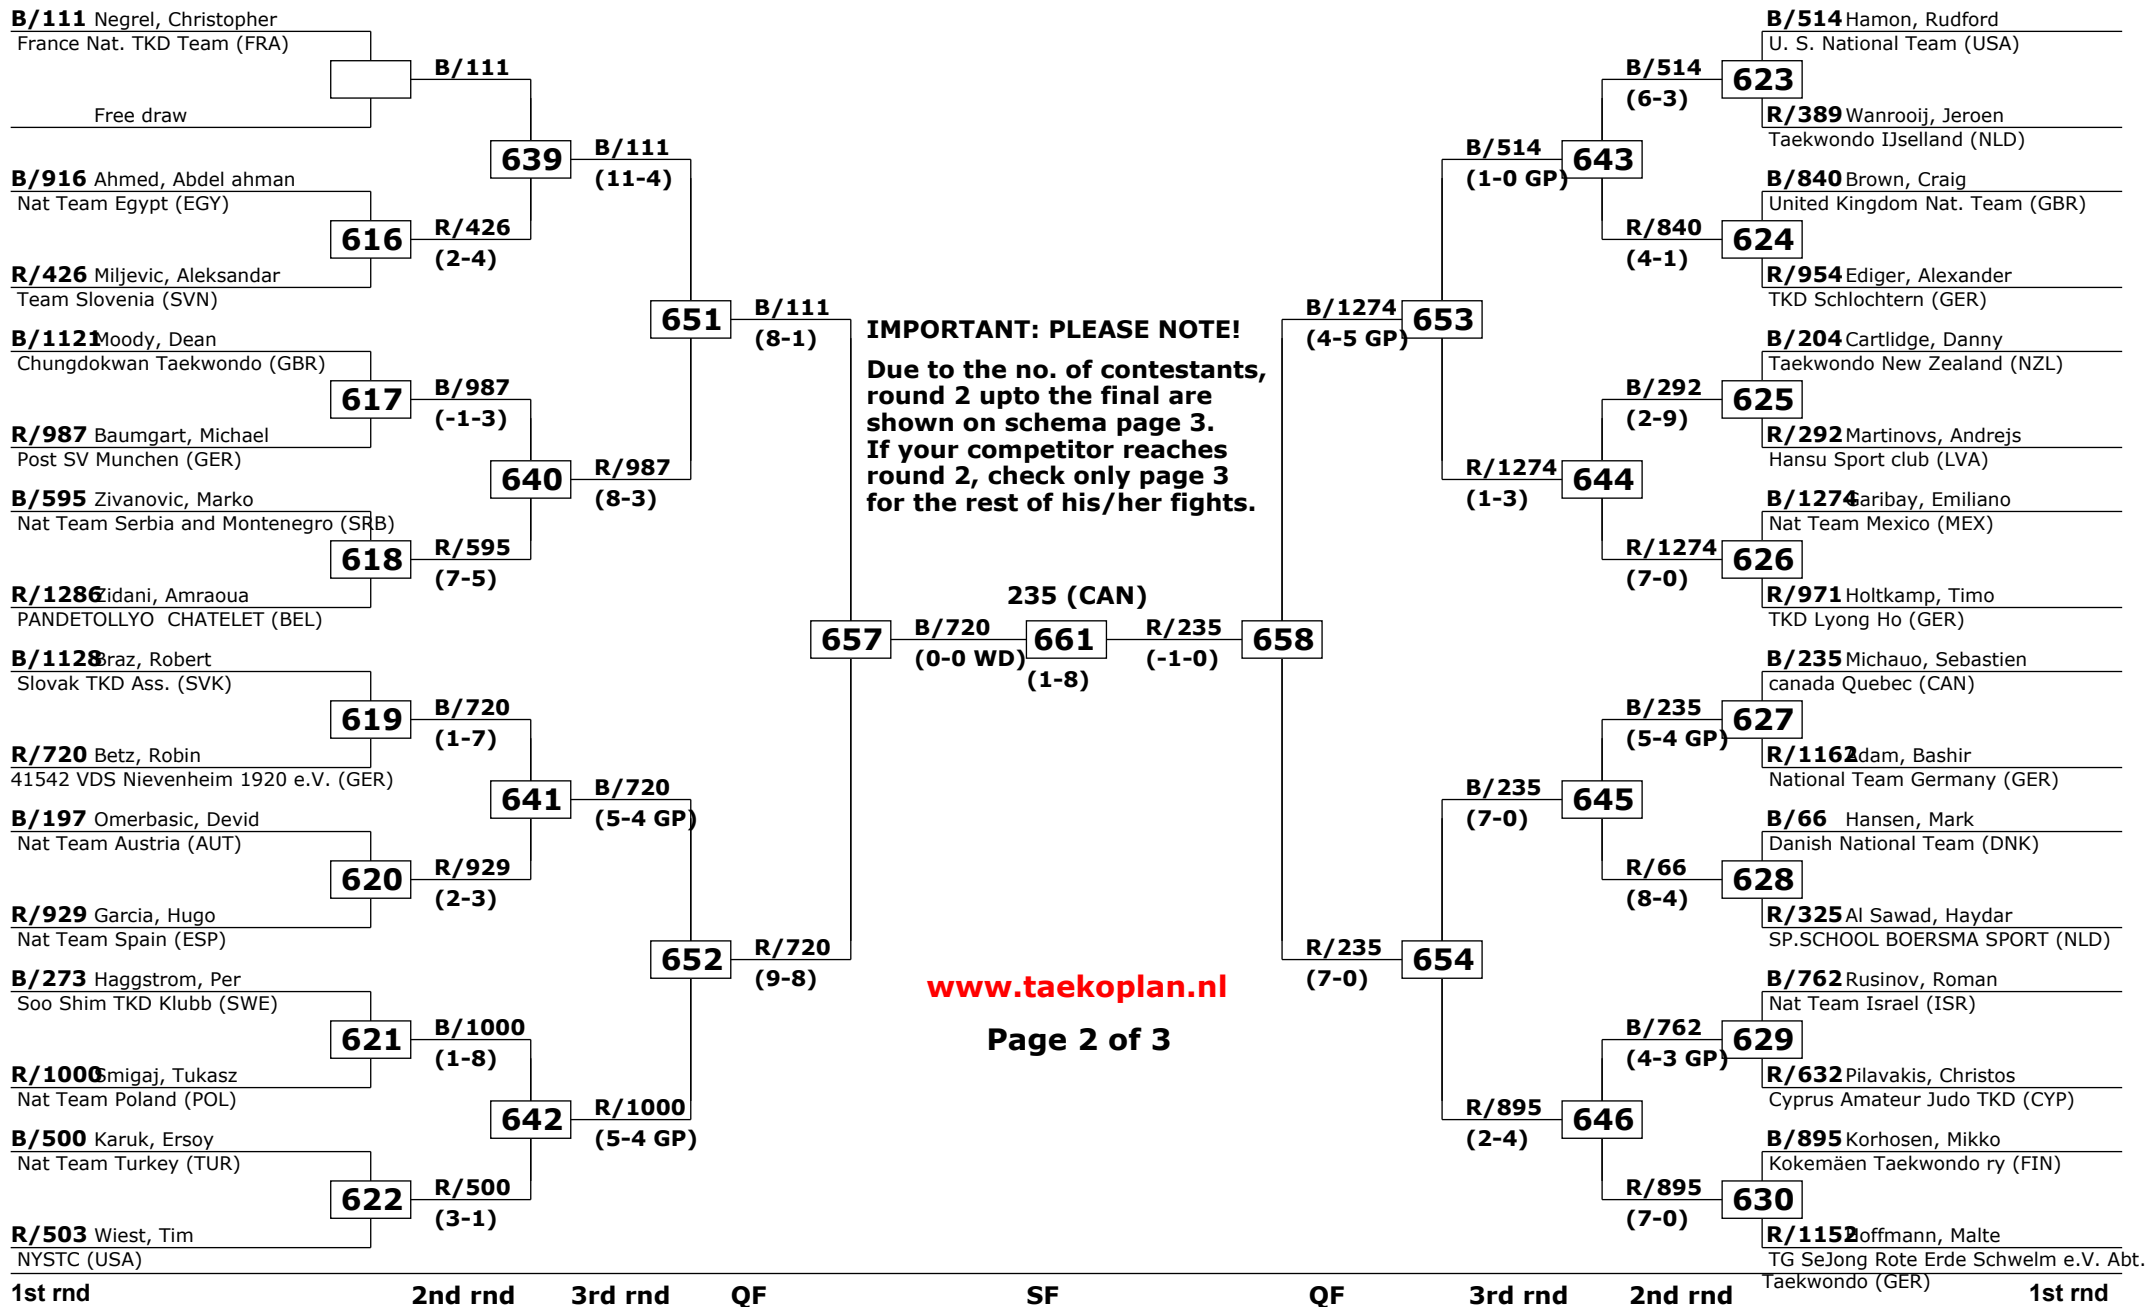 B/111 Negrel, Christopher
France Nat. TKD Team (FRA)
Free draw
B/916 Ahmed, Abdel ahman
Nat Team Egypt (EGY)
616
R/426 Miljevic, Aleksandar
Team Slovenia (SVN)
B/1121 Moody, Dean
Chungdokwan Taekwondo (GBR)
617
R/987 Baumgart, Michael
Post SV Munchen (GER)
B/595 Zivanovic, Marko
Nat Team Serbia and Montenegro (SRB)
618
R/1286 Zidani, Amraoua
PANDETOLLYO CHATELET (BEL)
B/1128 Braz, Robert
Slovak TKD Ass. (SVK)
619
R/720 Betz, Robin
41542 VDS Nievenheim 1920 e.V. (GER)
B/197 Omerbasic, Devid
Nat Team Austria (AUT)
620
R/929 Garcia, Hugo
Nat Team Spain (ESP)
B/273 Haggstrom, Per
Soo Shim TKD Klubb (SWE)
621
R/1000 Smigaj, Tukasz
Nat Team Poland (POL)
B/500 Karuk, Ersoy
Nat Team Turkey (TUR)
622
R/503 Wiest, Tim
NYSTC (USA)
B/111
639
R/426
(2-4)
B/987
(-1-3)
640
R/595
(7-5)
B/720
(1-7)
641
R/929
(2-3)
B/1000
(1-8)
642
R/500
(3-1)
B/111
(11-4)
651
R/987
(8-3)
B/720
(5-4 GP)
652
R/1000
(5-4 GP)
B/111
(8-1)
657
R/720
(9-8)
IMPORTANT: PLEASE NOTE!
Due to the no. of contestants,
round 2 upto the final are
shown on schema page 3.
If your competitor reaches
round 2, check only page 3
for the rest of his/her fights.
235 (CAN)
B/720
(0-0 WD)
661
(1-8)
R/235
(-1-0)
www.taekoplan.nl
Page 2 of 3
B/1274
(4-5 GP)
658
R/235
(7-0)
B/514
(1-0 GP)
653
R/1274
(1-3)
B/235
(7-0)
654
R/895
(2-4)
B/514
(6-3)
643
R/840
(4-1)
B/292
(2-9)
644
R/1274
(7-0)
B/235
(5-4 GP)
645
R/66
(8-4)
B/762
(4-3 GP)
646
R/895
(7-0)
B/514 Hamon, Rudford
U. S. National Team (USA)
623
R/389 Wanrooij, Jeroen
Taekwondo IJselland (NLD)
B/840 Brown, Craig
United Kingdom Nat. Team (GBR)
624
R/954 Ediger, Alexander
TKD Schlochtern (GER)
B/204 Cartlidge, Danny
Taekwondo New Zealand (NZL)
625
R/292 Martinovs, Andrejs
Hansu Sport club (LVA)
B/1274 Garibay, Emiliano
Nat Team Mexico (MEX)
626
R/971 Holtkamp, Timo
TKD Lyong Ho (GER)
B/235 Michauo, Sebastien
canada Quebec (CAN)
627
R/1162 Adam, Bashir
National Team Germany (GER)
B/66 Hansen, Mark
Danish National Team (DNK)
628
R/325 Al Sawad, Haydar
SP.SCHOOL BOERSMA SPORT (NLD)
B/762 Rusinov, Roman
Nat Team Israel (ISR)
629
R/632 Pilavakis, Christos
Cyprus Amateur Judo TKD (CYP)
B/895 Korhosen, Mikko
Kokemäen Taekwondo ry (FIN)
630
R/1152 Hoffmann, Malte
TG SeJong Rote Erde Schwelm e.V. Abt.
Taekwondo (GER)
1st rnd 2nd rnd 3rd rnd QF SF QF 3rd rnd 2nd rnd 1st rnd